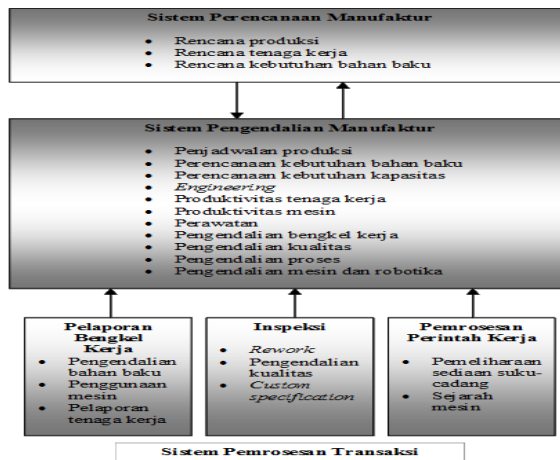 Sistem Perencanaan Manufaktur
• Rencana produksi
• Rencana tenaga kerja
• Rencana kebutuhan bahan baku
Sistem Pengendalian Manufaktur
• Penjadwalan produksi
• Perencanaan kebutuhan bahan baku
• Perencanaan kebutuhan kapasitas
• Engineering
• Produktivitas tenaga kerja
• Produktivitas mesin
• Perawatan
• Pengendalian bengkel kerja
• Pengendalian kualitas
• Pengendalian proses
• Pengendalian mesin dan robotika
Pelaporan
Bengkel
Kerja
• Pengendalian
bahan baku
• Penggunaan
mesin
• Pelaporan
tenaga kerja
Inspeksi
• Rework
• Pengendalian
kualitas
• Custom
specification
Pemrosesan
Perintah Kerja
• Pemeliharaan
sediaan suku-
cadang
• Sejarah
mesin
Sistem Pemrosesan Transaksi